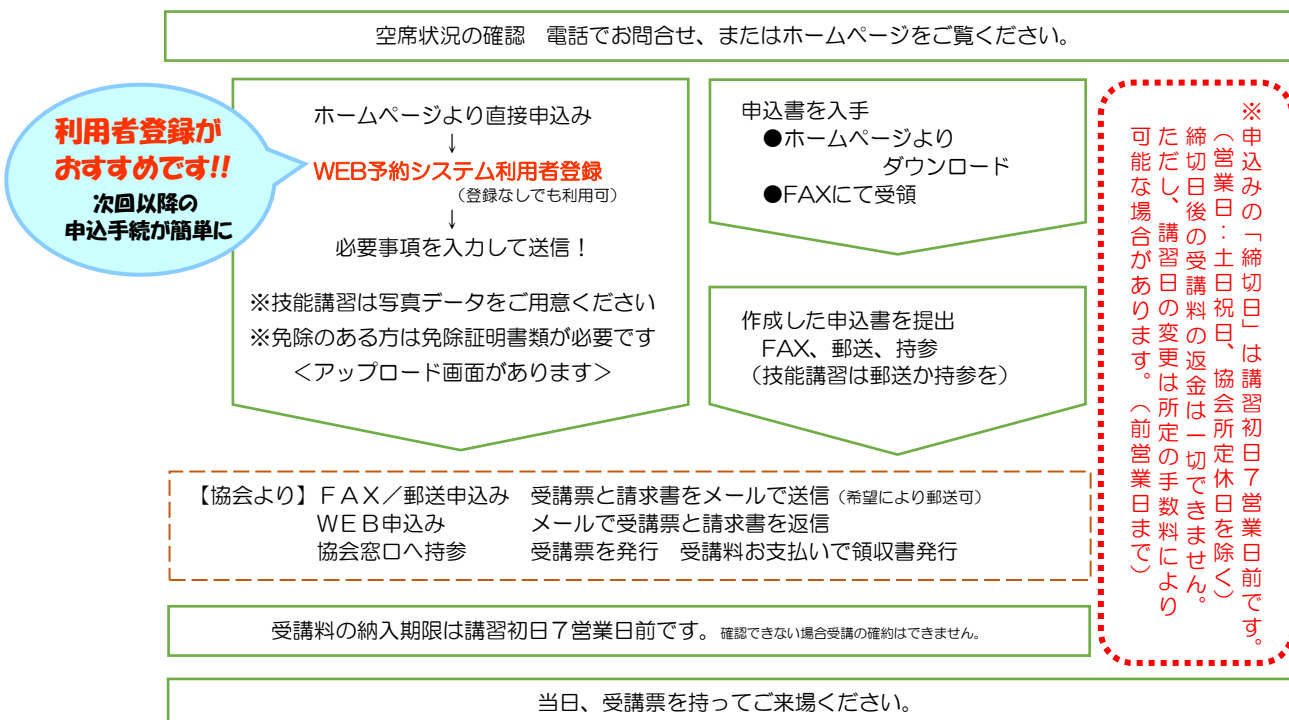 空席状況の確認　電話でお問合せ、またはホームページをご覧ください。
利用者登録が
おすすめです!!
次回以降の
申込手続が簡単に
ホームページより直接申込み
↓
WEB予約システム利用者登録
（登録なしでも利用可）
↓
必要事項を入力して送信！
※技能講習は写真データをご用意ください
※免除のある方は免除証明書類が必要です
＜アップロード画面があります＞
申込書を入手
●ホームページより
ダウンロード
●FAXにて受領
作成した申込書を提出
FAX、郵送、持参
（技能講習は郵送か持参を）
※申込みの「締切日」は講習初日７営業日前です。
（営業日：土日祝日、協会所定休日を除く）
締切日後の受講料の返金は一切できません。
ただし、講習日の変更は所定の手数料により
可能な場合があります。（前営業日まで）
【協会より】ＦＡＸ／郵送申込み　受講票と請求書をメールで送信（希望により郵送可）
ＷＥＢ申込み　メールで受講票と請求書を返信
協会窓口へ持参　受講票を発行　受講料お支払いで領収書発行
受講料の納入期限は講習初日７営業日前です。確認できない場合受講の確約はできません。
当日、受講票を持ってご来場ください。